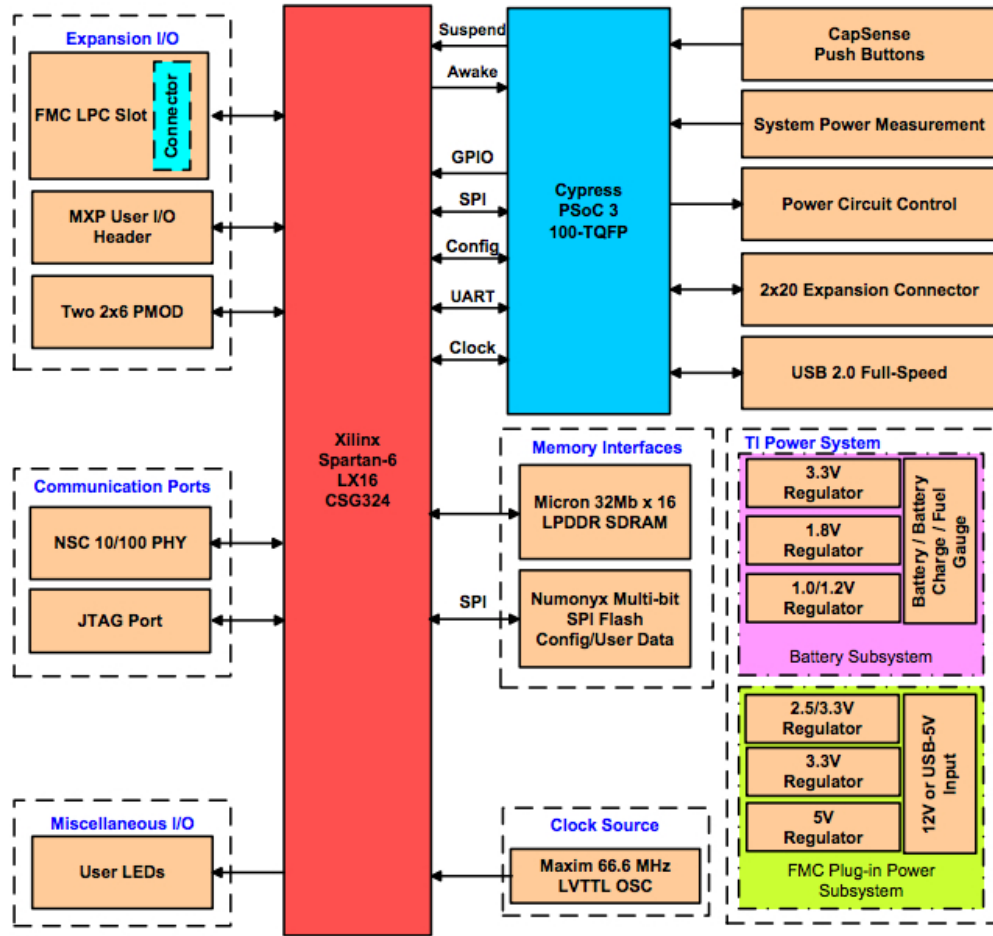 Expansion I/O
FMC LPC Slot
Connector
MXP User I/O
Header
Two 2x6 PMOD
Communication Ports
NSC 10/100 PHY
JTAG Port
Miscellaneous I/O
User LEDs
Xilinx
Spartan-6
LX16
CSG324
Suspend
Awake
GPIO
SPI
Config
UART
Clock
SPI
Cypress
PSoC 3
100-TQFP
Memory Interfaces
Micron 32Mb x 16
LPDDR SDRAM
Numonyx Multi-bit
SPI Flash
Config/User Data
Clock Source
Maxim 66.6 MHz
LVTTL OSC
CapSense
Push Buttons
System Power Measurement
Power Circuit Control
2x20 Expansion Connector
USB 2.0 Full-Speed
TI Power System
3.3V
Regulator
1.8V
Regulator
1.0/1.2V
Regulator
Battery / Battery
Charge / Fuel
Gauge
Battery Subsystem
2.5/3.3V
Regulator
3.3V
Regulator
5V
Regulator
12V or USB-5V
Input
FMC Plug-in Power
Subsystem